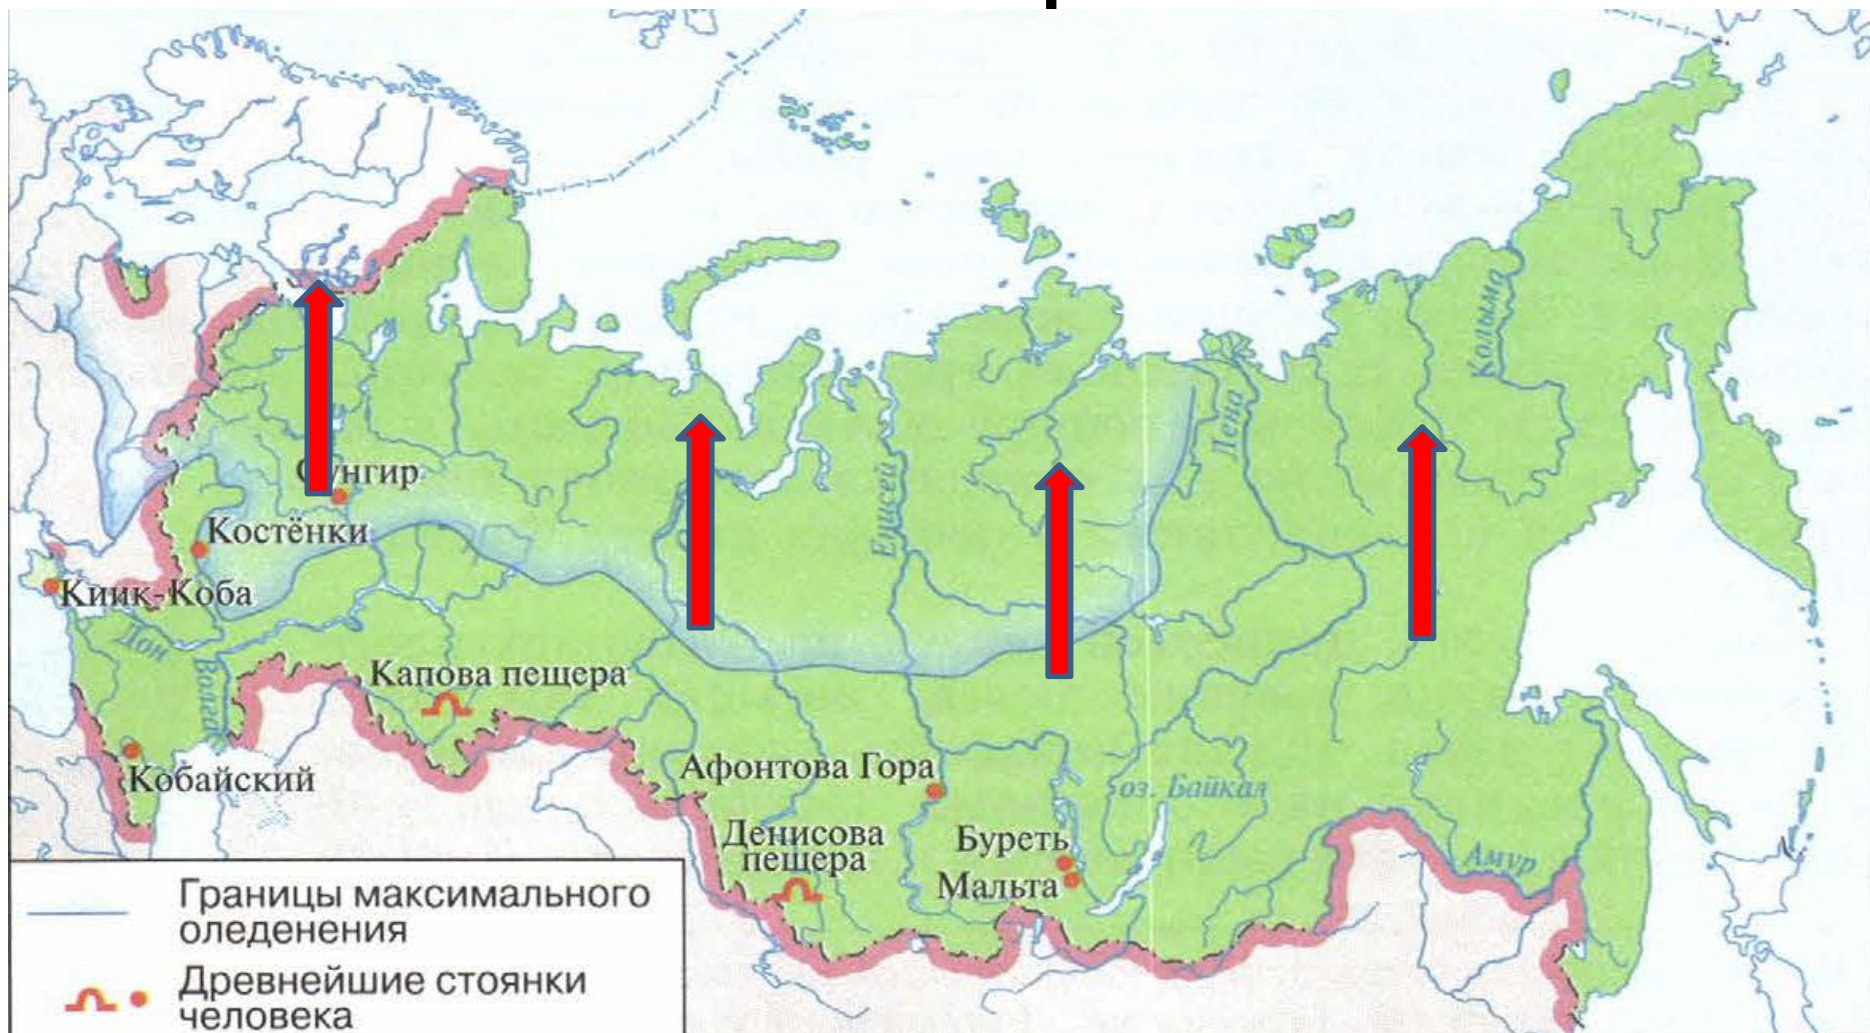 Сунгир
Костёнки
Киик-Коба
Дон
Волга
Капова пещера
Кобайский
Енисей
Лена
Колыма
Афонтова Гора
оз. Байкал
Денисова
пещера
Буреть
Мальта
Амур
Границы максимального
оледенения
Древнейшие стоянки
человека